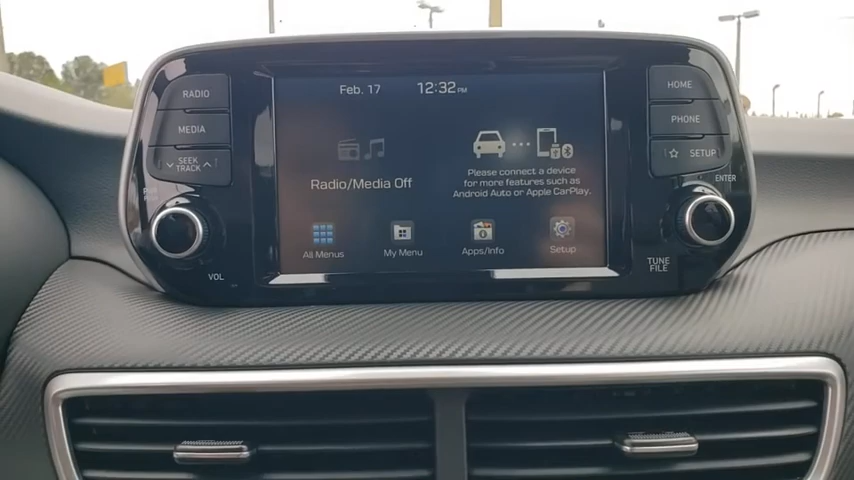 RADIO
MEDIA
SEEK
TRACK
PUSH
VOL
Feb. 17 12:32PM
Radio/Media Off
Please connect a device
for more features such as
Android Auto or Apple CarPlay.
All Menus My Menu Apps/Info Setup
HOME
PHONE
SETUP
ENTER
TUNE
FILE